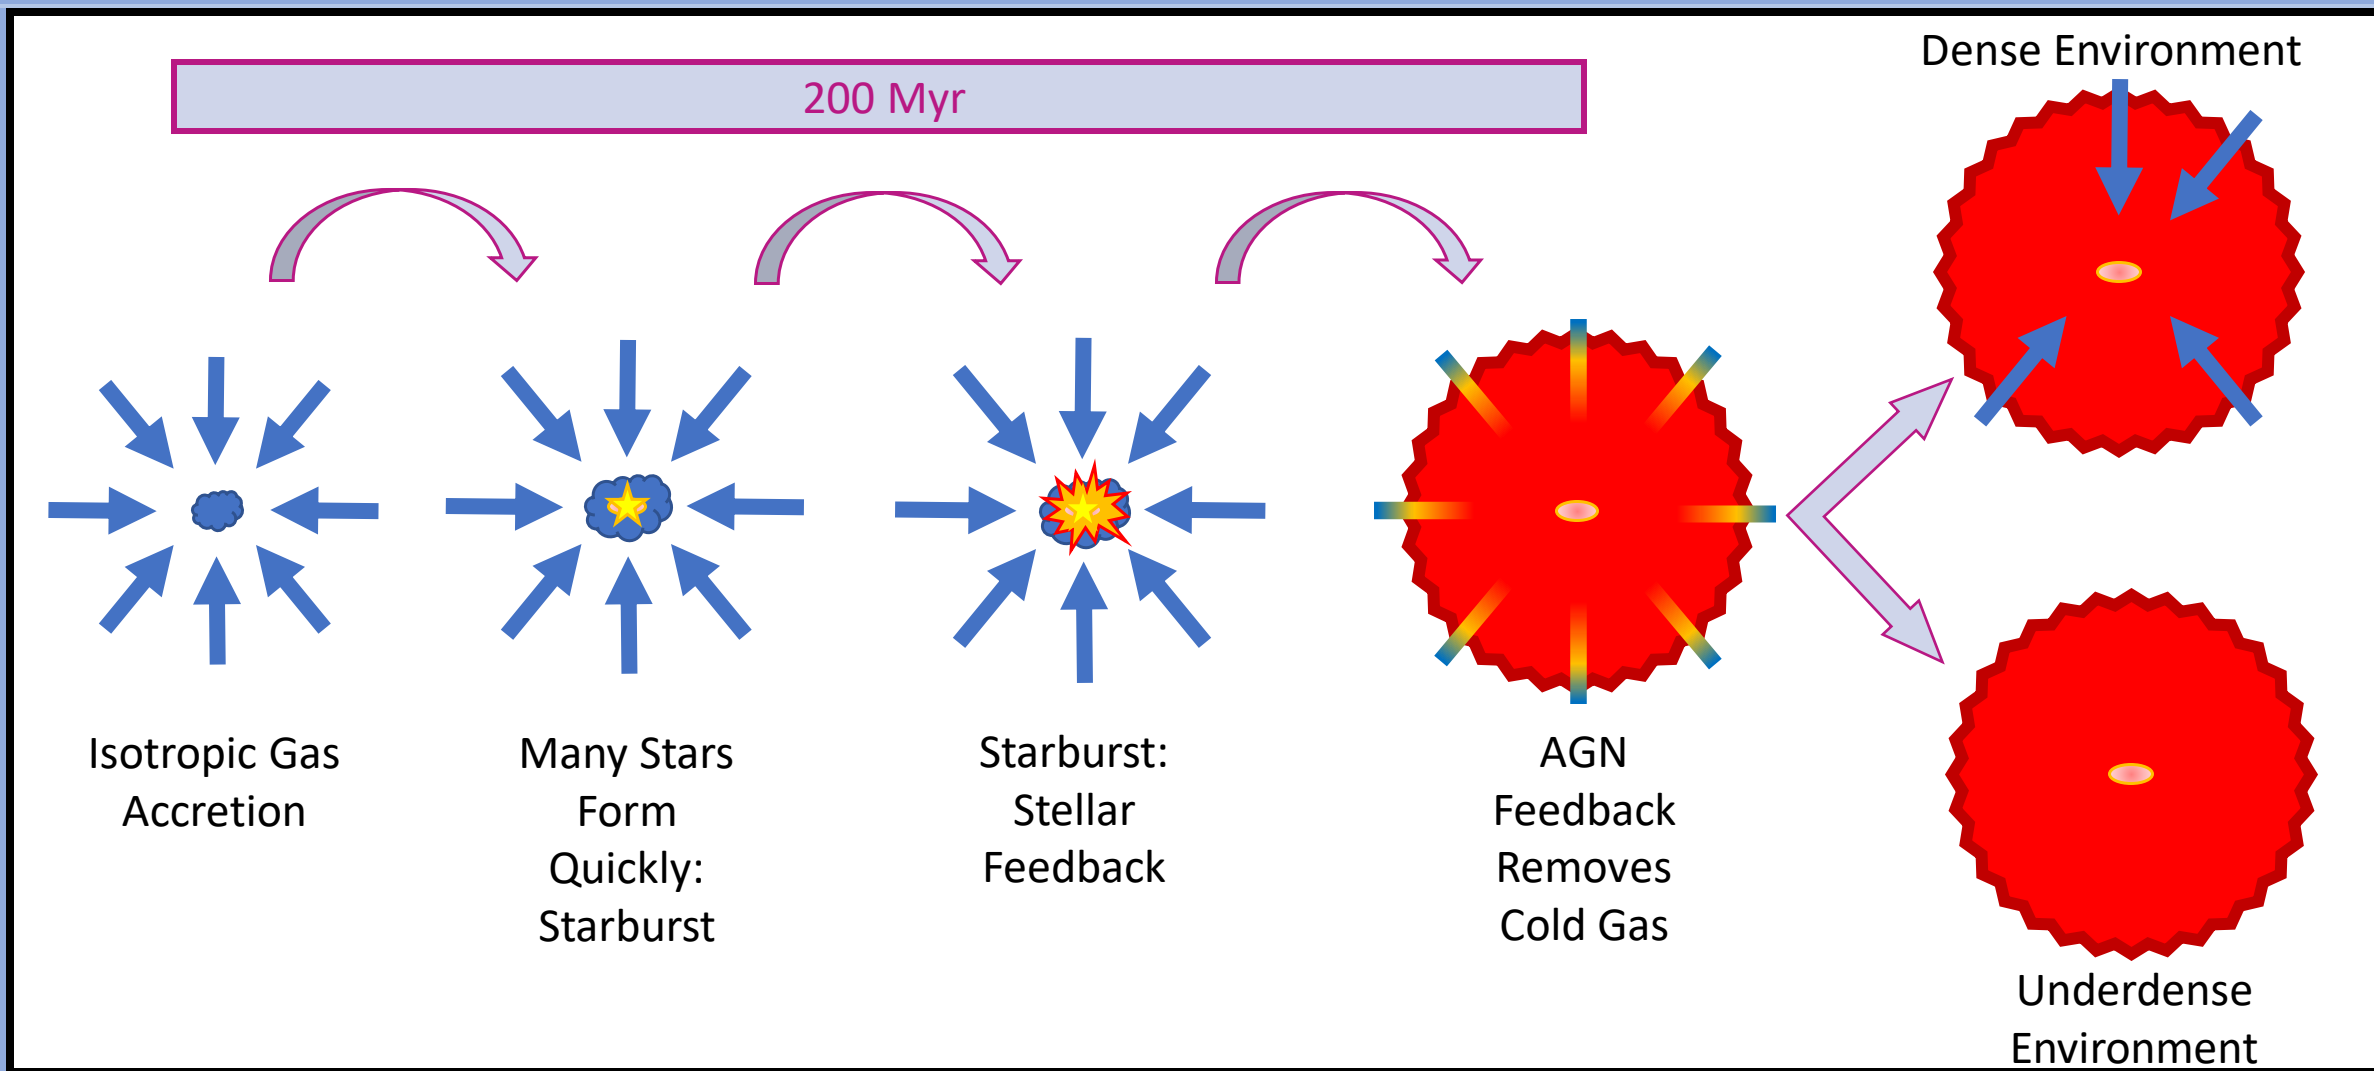 200 Myr
Dense Environment
Isotropic Gas
Accretion
Many Stars
Form
Quickly:
Starburst
Starburst:
Stellar
Feedback
AGN
Feedback
Removes
Cold Gas
Underdense
Environment